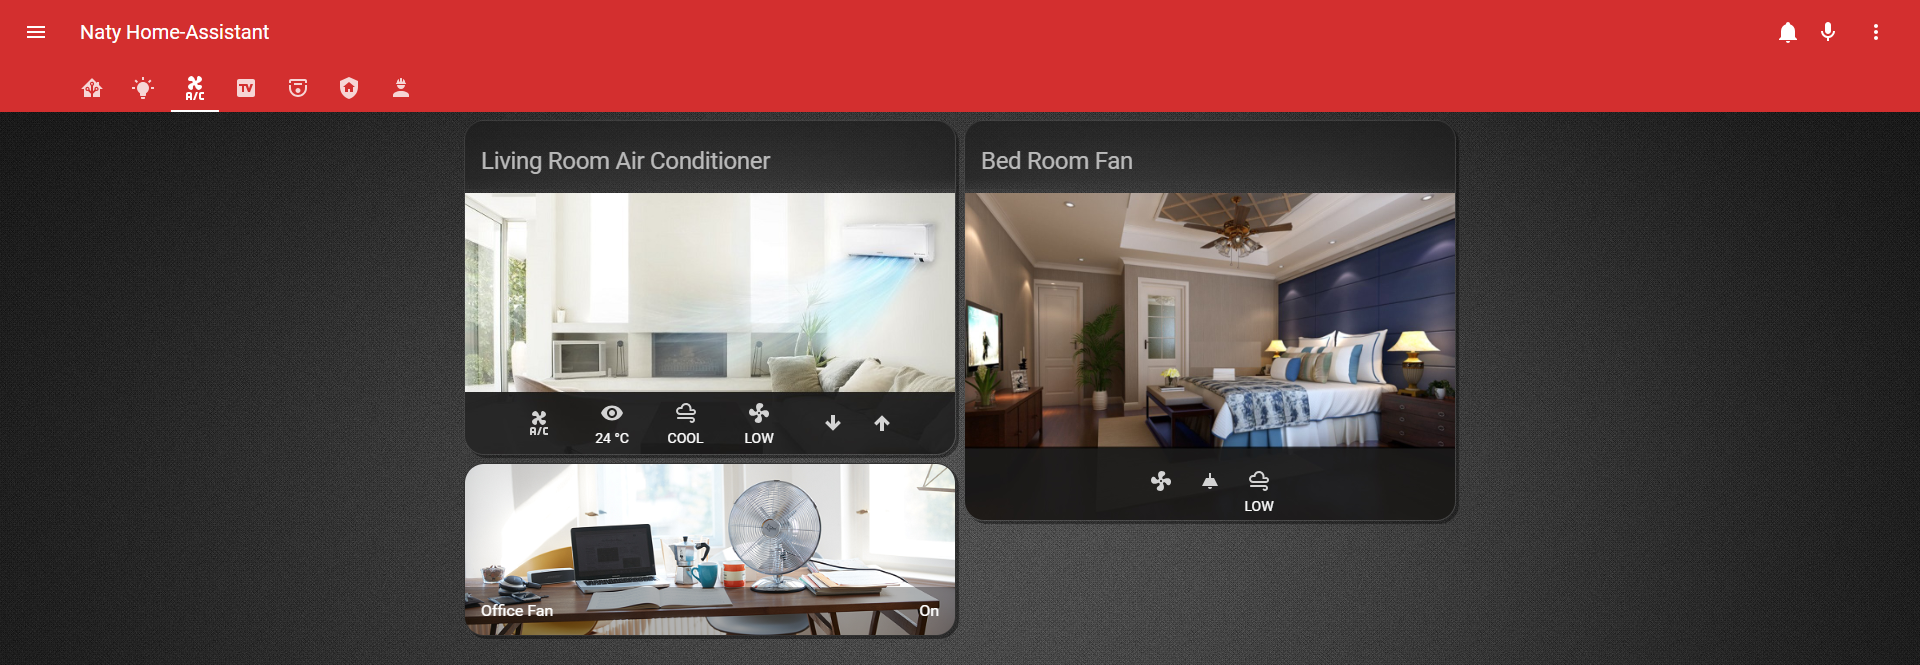 Naty Home-Assistant
A/C
TV
Living Room Air Conditioner
A/C
24 °C
COOL
LOW
Office Fan
On
Bed Room Fan
LOW